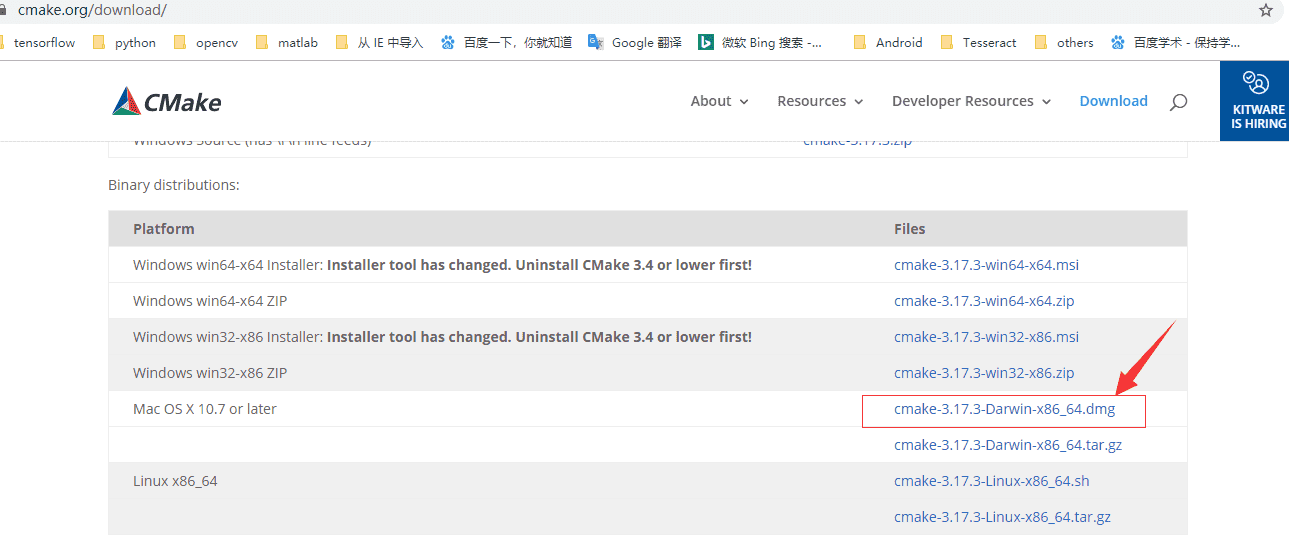 cmake.org/download/
tensorflow python opencv matlab 从 IE 中导入 百度一下，你就知道 Google 翻译 微软 Bing 搜索 -... Android Tesseract others 百度学术 - 保持学...
CMake About Resources Developer Resources Download
KITWARE
IS HIRING
Windows Source (has \r\n line feeds) cmake-3.17.3.zip
Binary distributions:
Platform Files
Windows win64-x64 Installer: Installer tool has changed. Uninstall CMake 3.4 or lower first! cmake-3.17.3-win64-x64.msi
Windows win64-x64 ZIP cmake-3.17.3-win64-x64.zip
Windows win32-x86 Installer: Installer tool has changed. Uninstall CMake 3.4 or lower first! cmake-3.17.3-win32-x86.msi
Windows win32-x86 ZIP cmake-3.17.3-win32-x86.zip
Mac OS X 10.7 or later cmake-3.17.3-Darwin-x86_64.dmg
cmake-3.17.3-Darwin-x86_64.tar.gz
Linux x86_64 cmake-3.17.3-Linux-x86_64.sh
cmake-3.17.3-Linux-x86_64.tar.gz